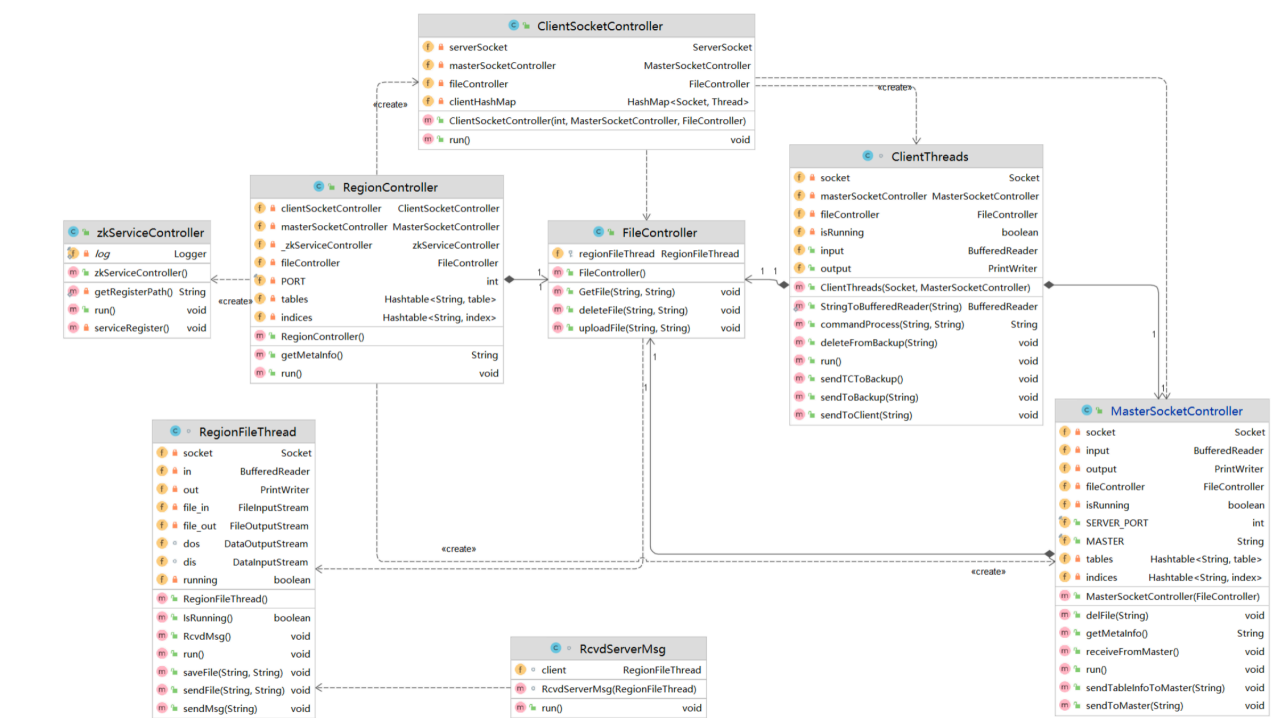 ClientSocketController
serverSocket ServerSocket
masterSocketController MasterSocketController
fileController FileController
clientHashMap HashMap<Socket, Thread>
ClientSocketController(int, MasterSocketController, FileController)
run() void
«create»
«create»
ClientThreads
socket Socket
masterSocketController MasterSocketController
fileController FileController
isRunning boolean
input BufferedReader
output PrintWriter
ClientThreads(Socket, MasterSocketController)
StringToBufferedReader(String) BufferedReader
commandProcess(String, String) String
deleteFromBackup(String) void
run() void
sendTCToBackup() void
sendToBackup(String) void
sendToClient(String) void
RegionController
clientSocketController ClientSocketController
masterSocketController MasterSocketController
_zkServiceController zkServiceController
fileController FileController
PORT int
tables Hashtable<String, table>
indices Hashtable<String, index>
RegionController()
getMetaInfo() String
run() void
zkServiceController
log Logger
zkServiceController()
getRegisterPath() String
run() void
serviceRegister() void
«create»
FileController
regionFileThread RegionFileThread
FileController()
GetFile(String, String) void
deleteFile(String, String) void
uploadFile(String, String) void
1
1
1 1
1
1
1
1
MasterSocketController
socket Socket
input BufferedReader
output PrintWriter
fileController FileController
isRunning boolean
SERVER_PORT int
MASTER String
tables Hashtable<String, table>
indices Hashtable<String, index>
MasterSocketController(FileController)
delFile(String) void
getMetaInfo() String
receiveFromMaster() void
run() void
sendTableInfoToMaster(String) void
sendToMaster(String) void
RegionFileThread
socket Socket
in BufferedReader
out PrintWriter
file_in FileInputStream
file_out FileOutputStream
dos DataOutputStream
dis DataInputStream
running boolean
RegionFileThread()
IsRunning() boolean
RcvdMsg() void
run() void
saveFile(String, String) void
sendFile(String, String) void
sendMsg(String) void
«create»
«create»
RcvdServerMsg
client RegionFileThread
RcvdServerMsg(RegionFileThread)
run() void